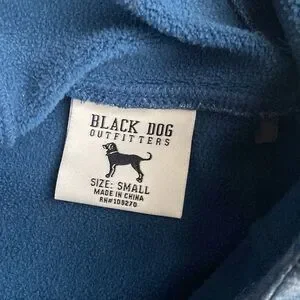 BLACK DOG
OUTFITTERS
SIZE: SMALL
MADE IN CHINA
RN#109270